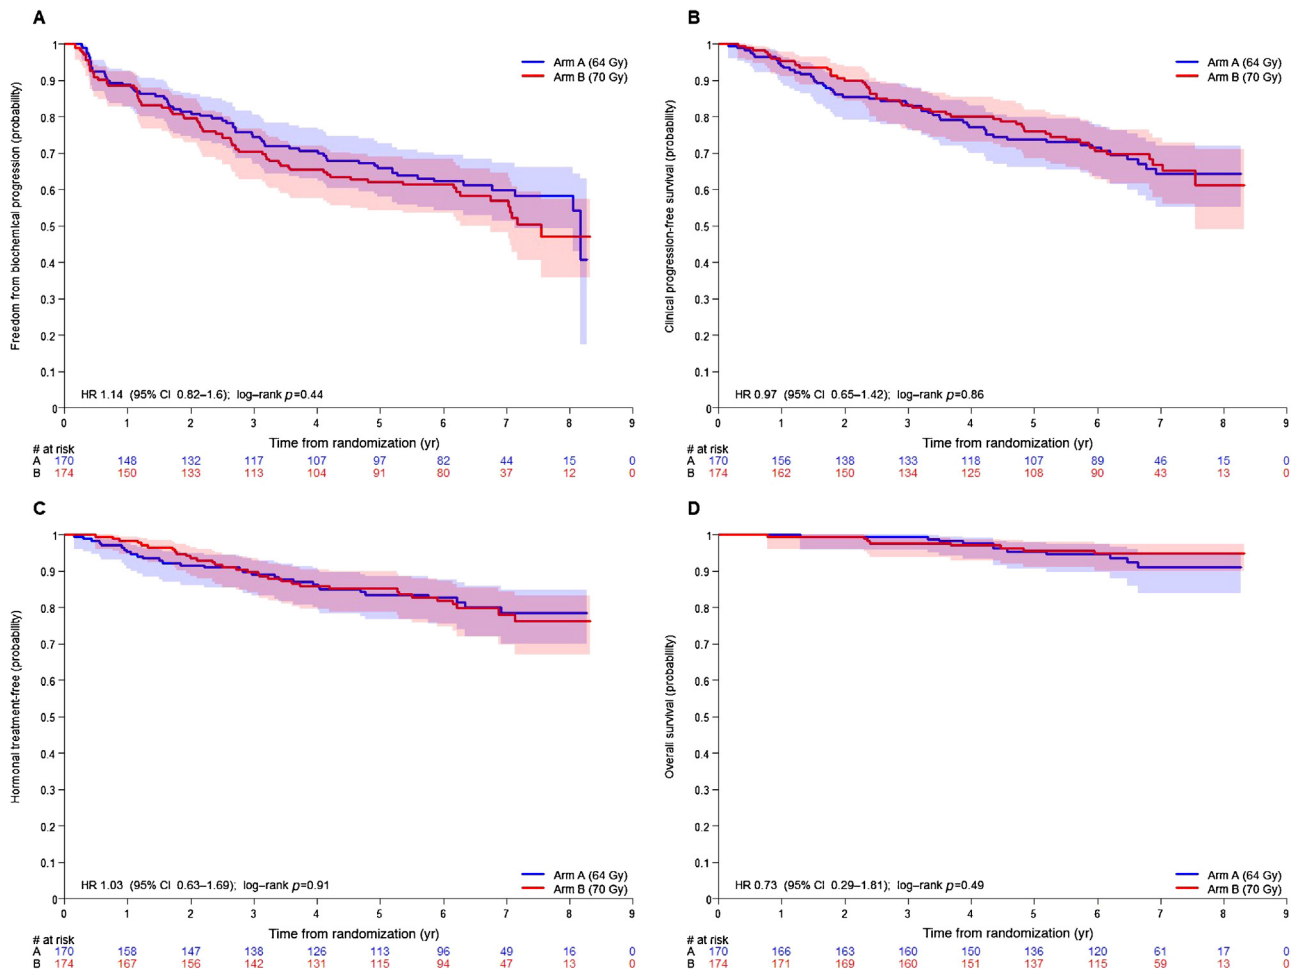 A
Freedom from biochemical progression (probability)
1
0.9
0.8
0.7
0.6
0.5
0.4
0.3
0.2
0.1
0
Arm A (64 Gy)
Arm B (70 Gy)
HR 1.14 (95% CI 0.82–1.6); log–rank p=0.44
0 1 2 3 4 5 6 7 8 9
Time from randomization (yr)
# at risk
A 170 148 132 117 107 97 82 44 15 0
B 174 150 133 113 104 91 80 37 12 0
B
Clinical progression-free survival (probability)
1
0.9
0.8
0.7
0.6
0.5
0.4
0.3
0.2
0.1
0
Arm A (64 Gy)
Arm B (70 Gy)
HR 0.97 (95% CI 0.65–1.42); log–rank p=0.86
0 1 2 3 4 5 6 7 8 9
Time from randomization (yr)
# at risk
A 170 156 138 133 118 107 89 46 15 0
B 174 162 150 134 125 108 90 43 13 0
C
Hormonal treatment-free (probability)
1
0.9
0.8
0.7
0.6
0.5
0.4
0.3
0.2
0.1
0
HR 1.03 (95% CI 0.63–1.69); log–rank p=0.91
Arm A (64 Gy)
Arm B (70 Gy)
0 1 2 3 4 5 6 7 8 9
Time from randomization (yr)
# at risk
A 170 158 147 138 126 113 96 49 16 0
B 174 167 156 142 131 115 94 47 13 0
D
Overall survival (probability)
1
0.9
0.8
0.7
0.6
0.5
0.4
0.3
0.2
0.1
0
HR 0.73 (95% CI 0.29–1.81); log–rank p=0.49
Arm A (64 Gy)
Arm B (70 Gy)
0 1 2 3 4 5 6 7 8 9
Time from randomization (yr)
# at risk
A 170 166 163 160 150 136 120 61 17 0
B 174 171 169 160 151 137 115 59 13 0